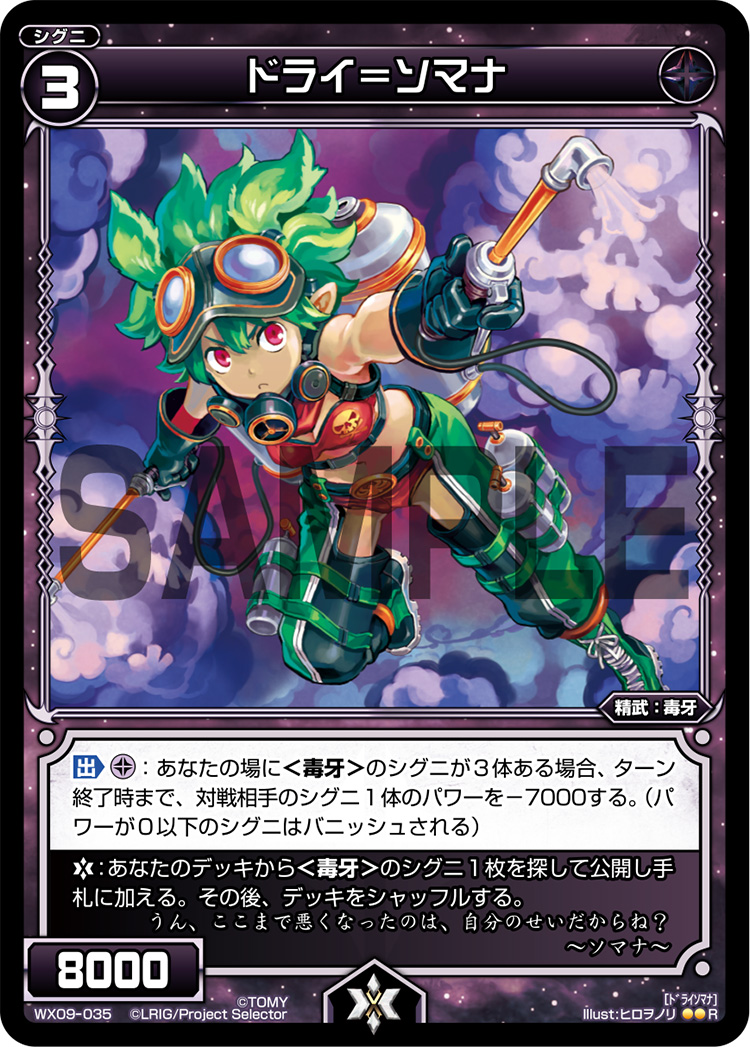 シグニ
3
ドライ＝ソマナ
SAMPLE
精武：毒牙
出 ：あなたの場に＜毒牙＞のシグニが３体ある場合、ターン
終了時まで、対戦相手のシグニ１体のパワーを－7000する。（パ
ワーが０以下のシグニはバニッシュされる）
：あなたのデッキから＜毒牙＞のシグニ１枚を探して公開し手
札に加える。その後、デッキをシャッフルする。
うん、ここまで悪くなったのは、自分のせいだからね？
～ソマナ～
8000
©TOMY
[ﾄﾞﾗｲｿﾏﾅ]
WX09-035 ©LRIG/Project Selector
Illust:ヒロヲノリ R